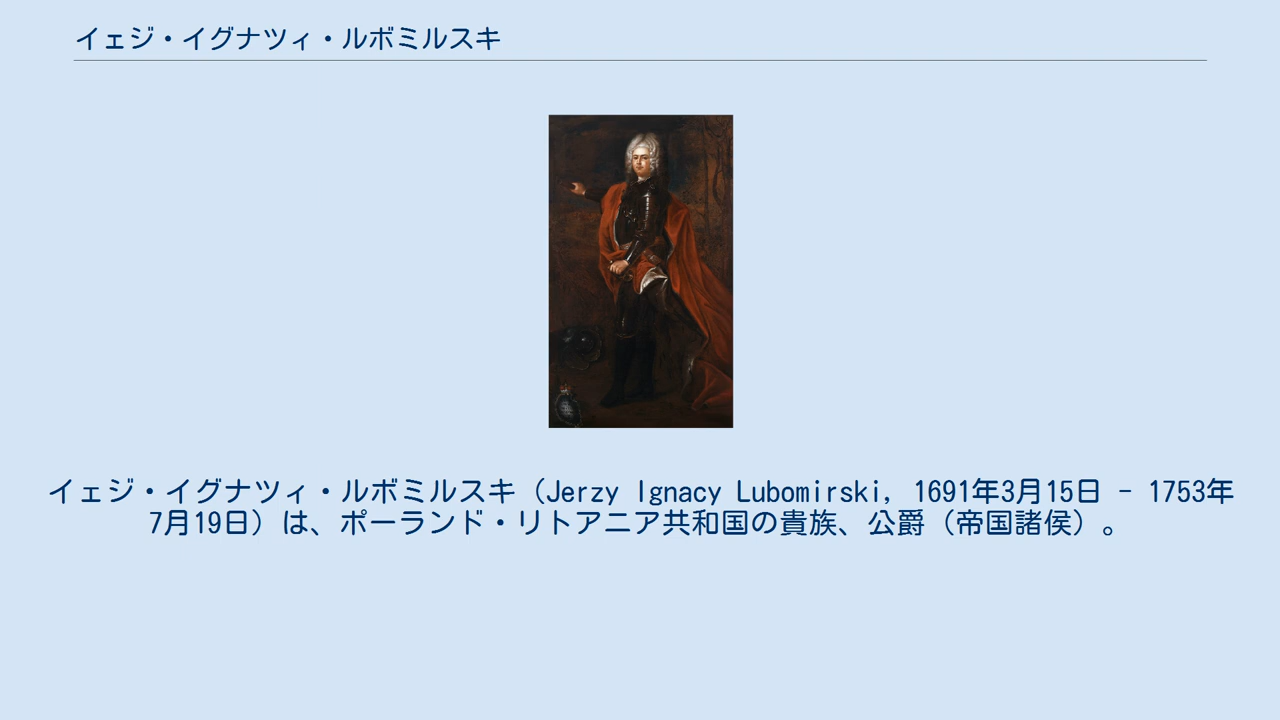 イェジ・イグナツィ・ルボミルスキ
イェジ・イグナツィ・ルボミルスキ（Jerzy Ignacy Lubomirski, 1691年3月15日 - 1753年
7月19日）は、ポーランド・リトアニア共和国の貴族、公爵（帝国諸侯）。